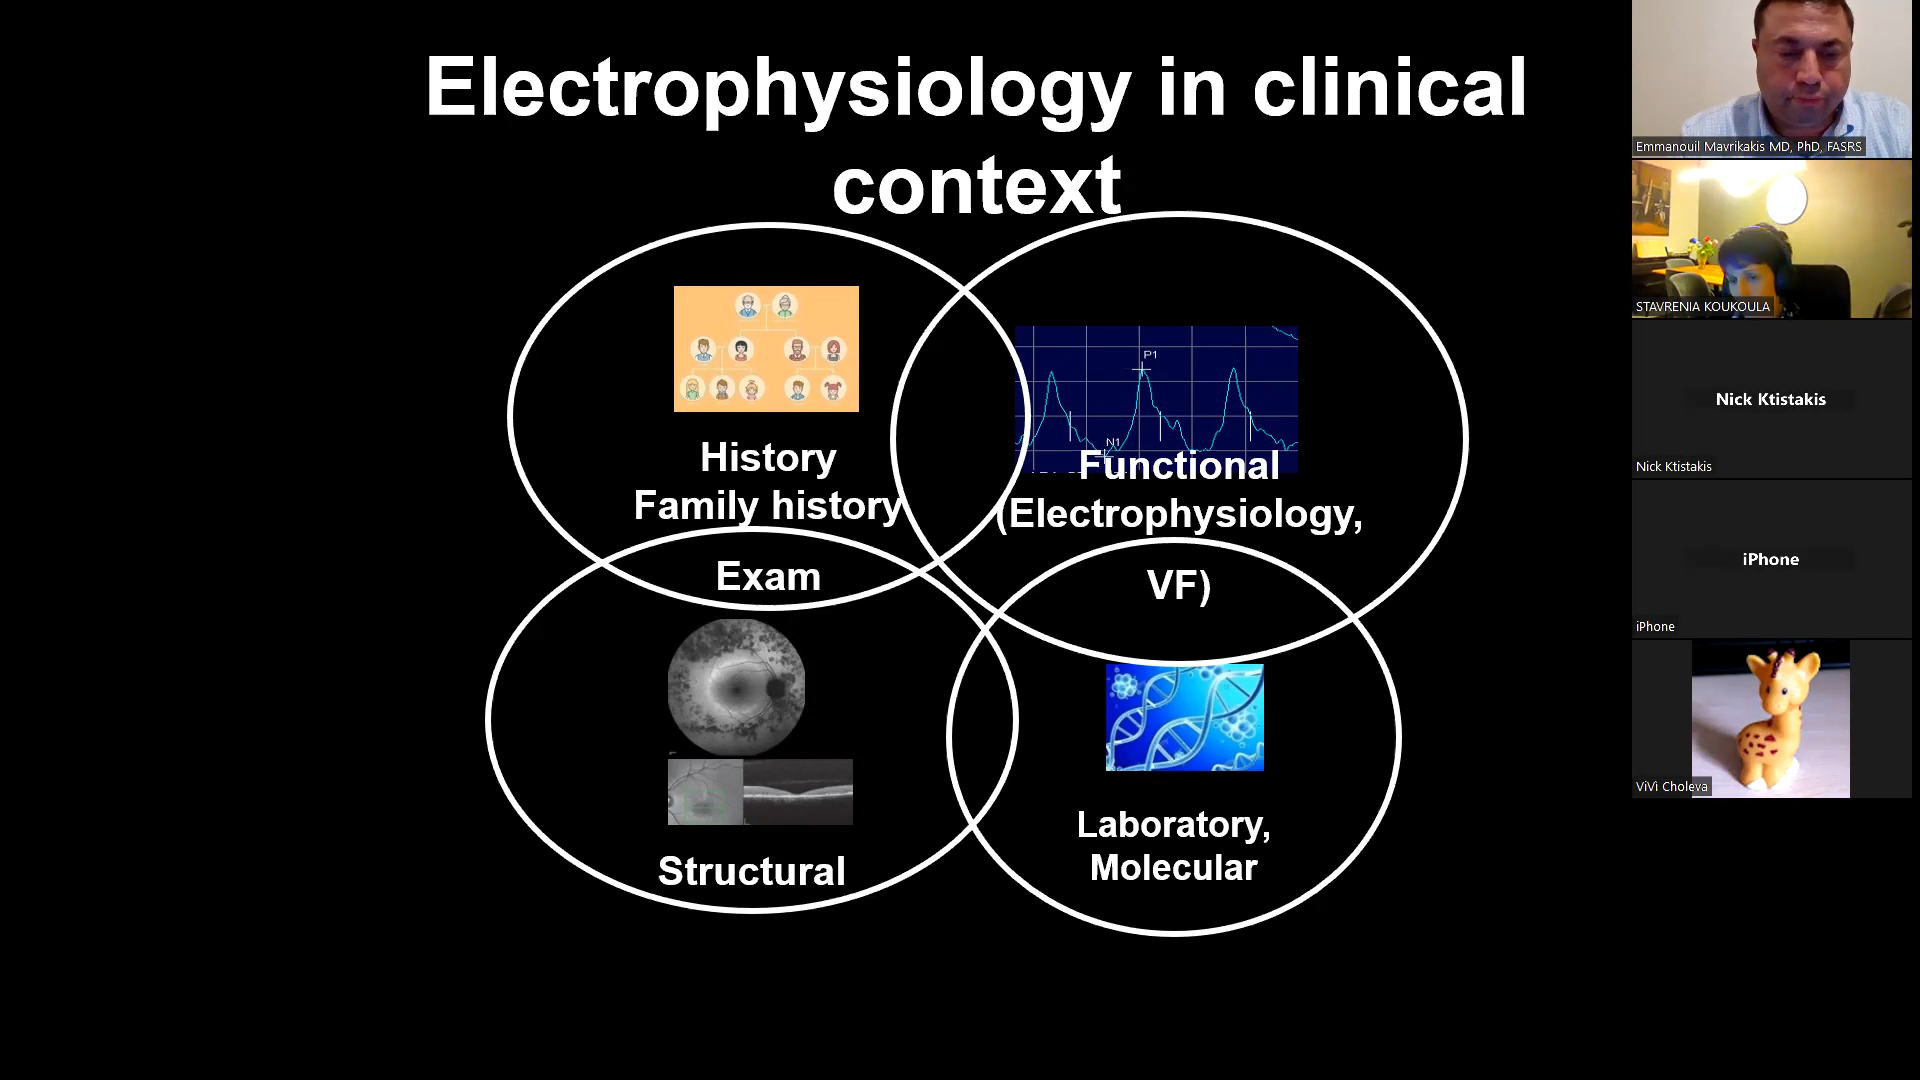 Electrophysiology in clinical
context
P1
N1
History
Family history
Exam
Functional
(Electrophysiology,
VF)
Structural
Laboratory,
Molecular
Emmanouil Mavrikakis MD, PhD, FASRS
STAVRENIA KOUKOULA
Nick Ktistakis
Nick Ktistakis
iPhone
iPhone
ViVi Choleva